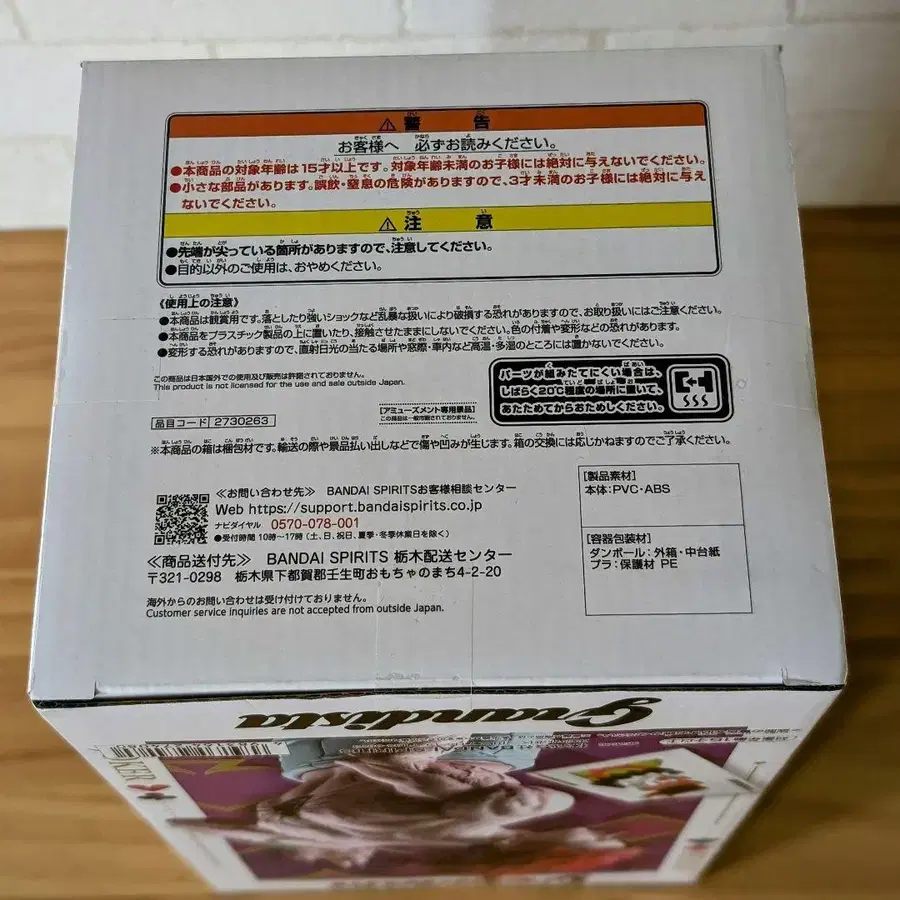 ⚠警 告
お客様へ 必ずお読みください。
●本商品の対象年齢は15才以上です。対象年齢未満のお子様には絶対に与えないでください。
●小さな部品があります。誤飲・窒息の危険がありますので、3才未満のお子様には絶対に与え
ないでください。
⚠注 意
●先端が尖っている箇所がありますので、注意してください。
●目的以外のご使用は、おやめください。
《使用上の注意》
●本商品は観賞用です。落としたり強いショックなど乱暴な扱いにより破損する恐れがありますので、お取り扱いにはご注意ください。
●本商品をプラスチック製品の上に置いたり、接触させたままにしないでください。色の付着や変形などの恐れがあります。
●変形する恐れがありますので、直射日光の当たる場所や窓際・車内など高温・多湿のところには置かないでください。
この商品は日本国外での使用及び販売は許諾されておりません。
This product is not licensed for the use and sale outside Japan.
パーツが組みたてにくい場合は、
しばらく20℃程度の場所に置いて、
あたためてからおためしください。
品目コード 2730263
[アミューズメント専用景品]
この商品は一般市販されておりません。
※本商品の箱は梱包材です。輸送の際や景品払い出しなどで傷や凹みが生じます。箱の交換には応じかねますのでご了承ください。
≪お問い合わせ先≫ BANDAI SPIRITSお客様相談センター
Web https://support.bandaispirits.co.jp
ナビダイヤル 0570-078-001
●受付時間 10時〜17時 (土、日、祝日、夏季・冬季休業日を除く)
≪商品送付先≫ BANDAI SPIRITS 栃木配送センター
〒321-0298 栃木県下都賀郡壬生町おもちゃのまち4-2-20
海外からのお問い合わせは受け付けておりません。
Customer service inquiries are not accepted from outside Japan.
[製品素材]
本体:PVC・ABS
[容器包装材]
ダンボール:外箱・中台紙
プラ:保護材 PE
Grandista